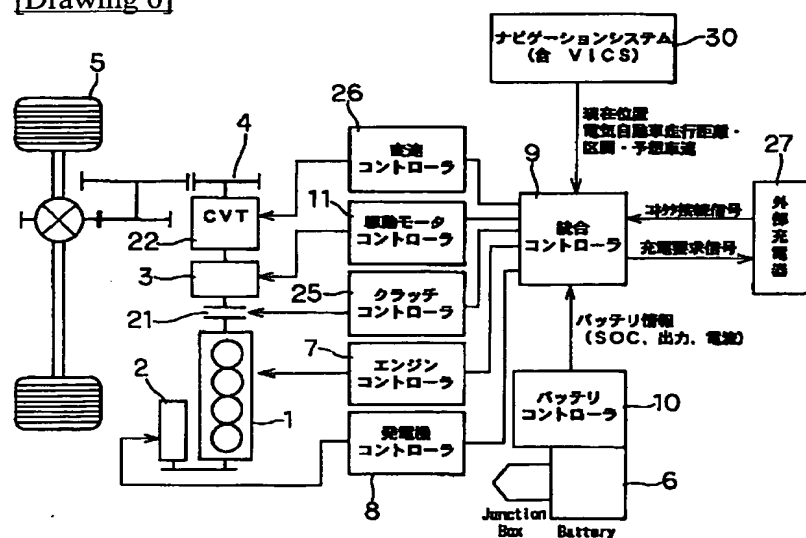 [Drawing 6]
5
4
26
9
30
27
22
11
3
25
21
7
2
1
8
10
6
ナビゲーションシステム
(含 VICS)
現在位置
電気自動車走行距離・
区間・予想車速
変速
コントローラ
CVT
駆動モータ
コントローラ
クラッチ
コントローラ
エンジン
コントローラ
発電機
コントローラ
統合
コントローラ
コネクタ接続信号
充電要求信号
外部充電器
バッテリ情報
(SOC、出力、電流)
バッテリ
コントローラ
Junction
Box
Battery